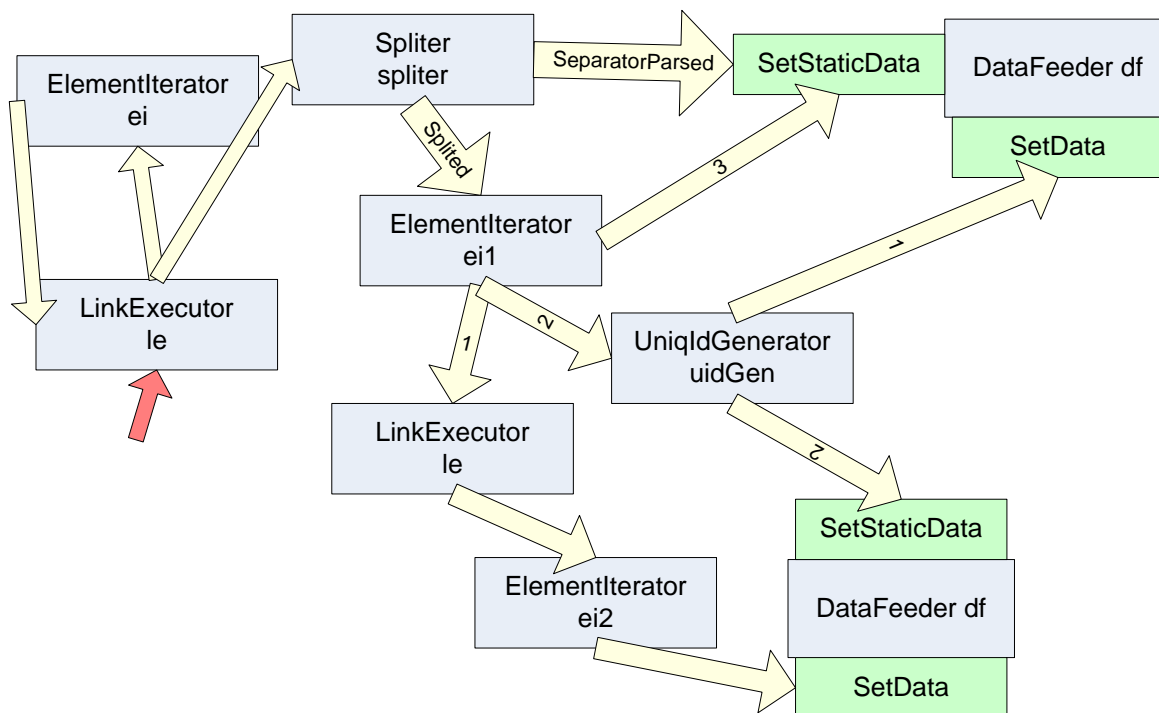 Spliter
spliter
SeparatorParsed
SetStaticData
DataFeeder df
ElementIterator
ei
SetData
Splited
3
ElementIterator
ei1
1
LinkExecutor
le
1
2
UniqIdGenerator
uidGen
LinkExecutor
le
2
SetStaticData
ElementIterator
ei2
DataFeeder df
SetData